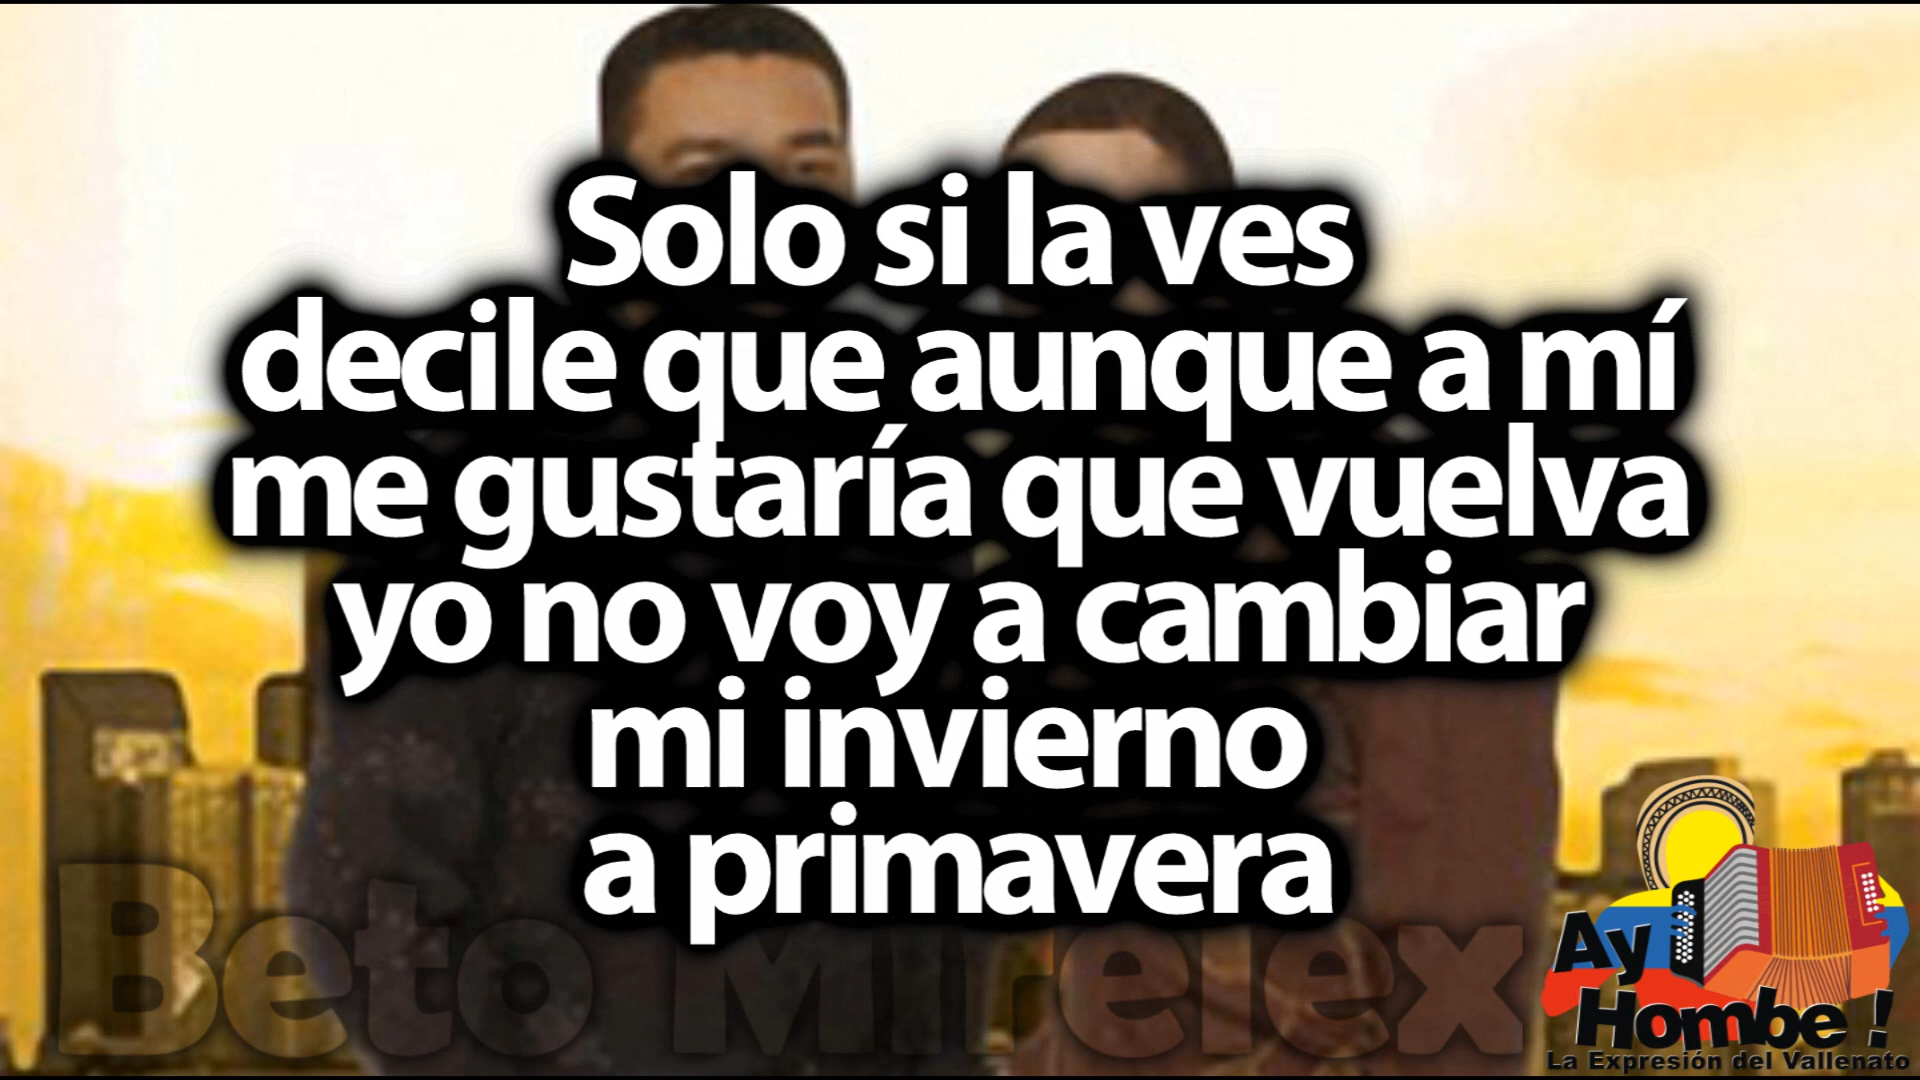 Solo si la ves
decile que aunque a mí
me gustaría que vuelva
yo no voy a cambiar
mi invierno
a primavera
Beto Mirelex
Ay
Hombe !
La Expresión del Vallenato